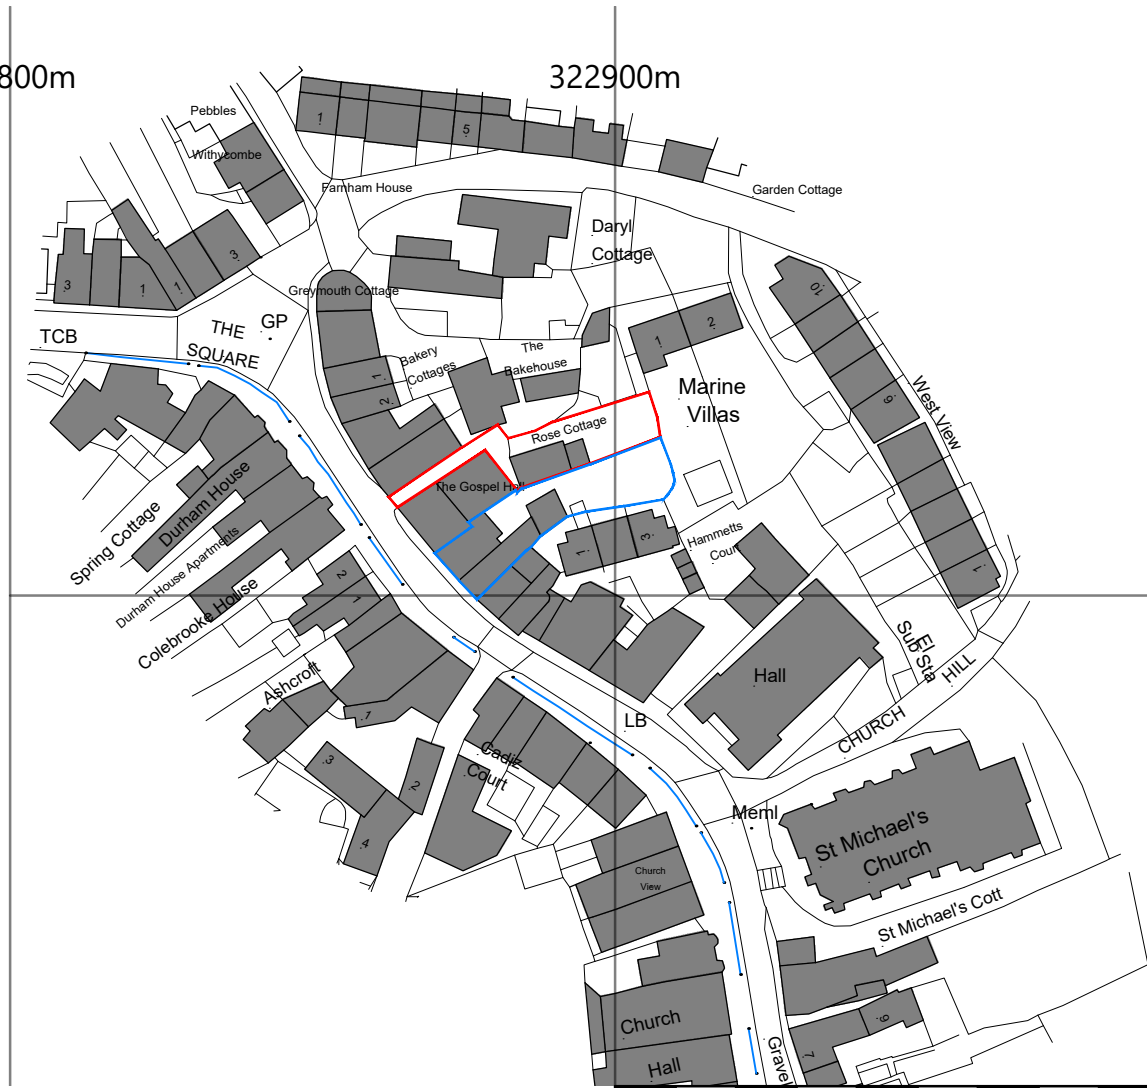 800m
322900m
Pebbles
Withycombe
1
5
Farnham House
Garden Cottage
Daryl
Cottage
3
1
1
3
Greymouth Cottage
10
TCB
THE
SQUARE
GP
Bakery
Cottages
1
2
The
Bakehouse
1
2
Marine
Villas
9
West View
Rose Cottage
The Gospel Hall
Durham House
Spring Cottage
Durham House Apartments
Colebrooke House
2
1
1
3
Hammetts
Court
1
Ashcroft
1
Hall
El
Sub Sta
CHURCH
HILL
LB
3
2
4
Cadiz
Court
Meml
St Michael's
Church
Church
View
St Michael's Cott
Church
Hall
7
9
Gravel